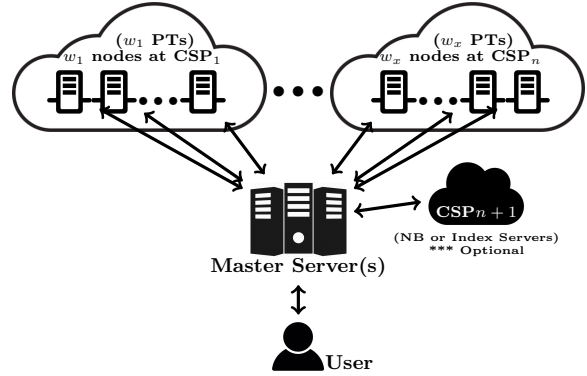 (w₁ PTs)
w₁ nodes at CSP₁
(wₓ PTs)
wₓ nodes at CSPₙ
CSPn + 1
(NB or Index Servers)
*** Optional
Master Server(s)
User